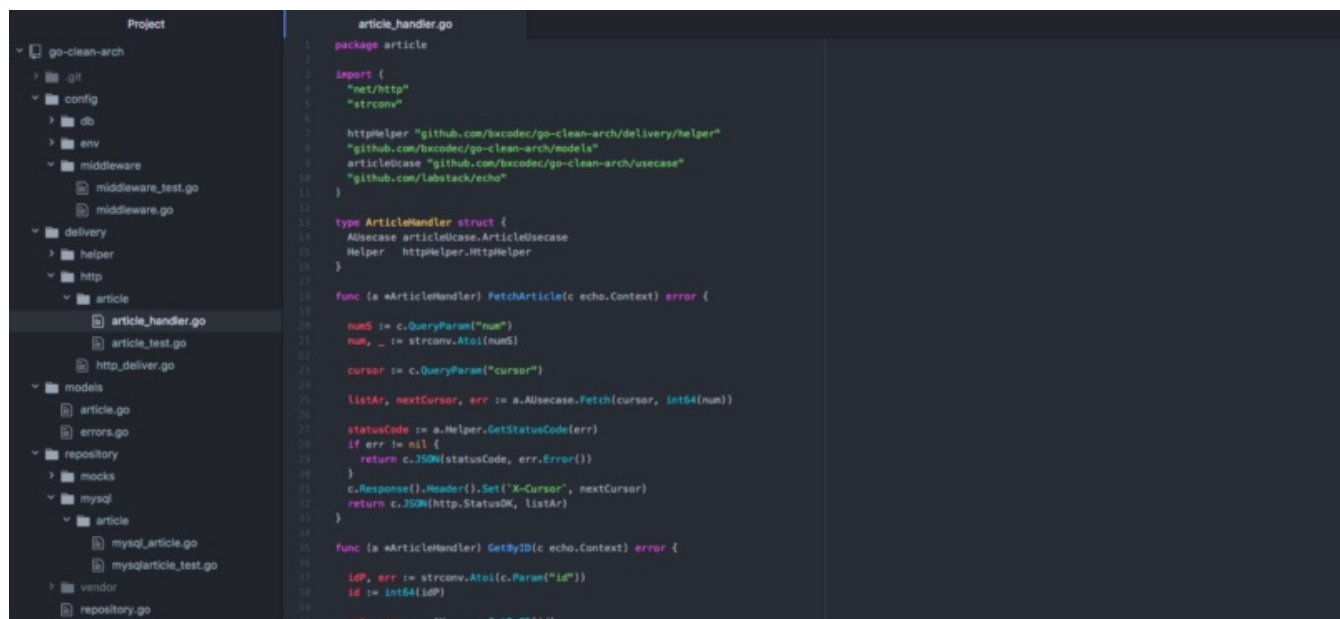 Project
go-clean-arch
.git
config
db
env
middleware
middleware_test.go
middleware.go
delivery
helper
http
article
article_handler.go
article_test.go
http_deliver.go
models
article.go
errors.go
repository
mocks
mysql
article
mysql_article.go
mysqlarticle_test.go
vendor
repository.go
article_handler.go
1 package article
2
3 import (
4 "net/http"
5 "strconv"
6
7 httpHelper "github.com/bxcodec/go-clean-arch/delivery/helper"
8 "github.com/bxcodec/go-clean-arch/models"
9 articleUcase "github.com/bxcodec/go-clean-arch/usecase"
10 "github.com/labstack/echo"
11 )
12
13 type ArticleHandler struct {
14 AUsecase articleUcase.ArticleUsecase
15 Helper httpHelper.HttpHelper
16 }
17
18 func (a *ArticleHandler) FetchArticle(c echo.Context) error {
19
20 numS := c.QueryParam("num")
21 num, _ := strconv.Atoi(numS)
22
23 cursor := c.QueryParam("cursor")
24
25 listAr, nextCursor, err := a.AUsecase.Fetch(cursor, int64(num))
26
27 statusCode := a.Helper.GetStatusCode(err)
28 if err != nil {
29 return c.JSON(statusCode, err.Error())
30 }
31 c.Response().Header().Set(`X-Cursor`, nextCursor)
32 return c.JSON(http.StatusOK, listAr)
33 }
34
35 func (a *ArticleHandler) GetByID(c echo.Context) error {
36
37 idP, err := strconv.Atoi(c.Param("id"))
38 id := int64(idP)
39